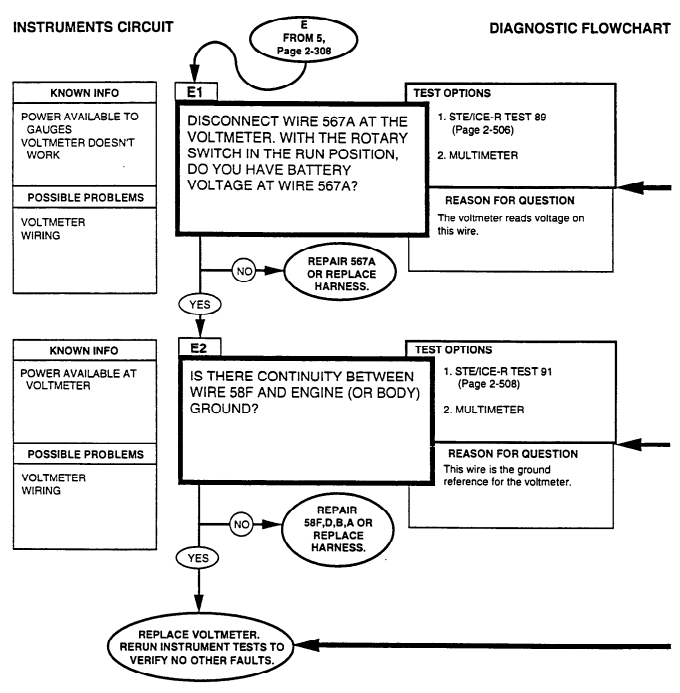 INSTRUMENTS CIRCUIT
DIAGNOSTIC FLOWCHART
E
FROM 5,
Page 2-308
KNOWN INFO
POWER AVAILABLE TO
GAUGES
VOLTMETER DOESN'T
WORK
POSSIBLE PROBLEMS
VOLTMETER
WIRING
E1
DISCONNECT WIRE 567A AT THE
VOLTMETER. WITH THE ROTARY
SWITCH IN THE RUN POSITION,
DO YOU HAVE BATTERY
VOLTAGE AT WIRE 567A?
TEST OPTIONS
1. STE/ICE-R TEST 89
(Page 2-506)
2. MULTIMETER
REASON FOR QUESTION
The voltmeter reads voltage on
this wire.
NO
REPAIR 567A
OR REPLACE
HARNESS.
YES
KNOWN INFO
POWER AVAILABLE AT
VOLTMETER
POSSIBLE PROBLEMS
VOLTMETER
WIRING
E2
IS THERE CONTINUITY BETWEEN
WIRE 58F AND ENGINE (OR BODY)
GROUND?
TEST OPTIONS
1. STE/ICE-R TEST 91
(Page 2-508)
2. MULTIMETER
REASON FOR QUESTION
This wire is the ground
reference for the voltmeter.
NO
REPAIR
58F,D,B,A OR
REPLACE
HARNESS.
YES
REPLACE VOLTMETER.
RERUN INSTRUMENT TESTS TO
VERIFY NO OTHER FAULTS.